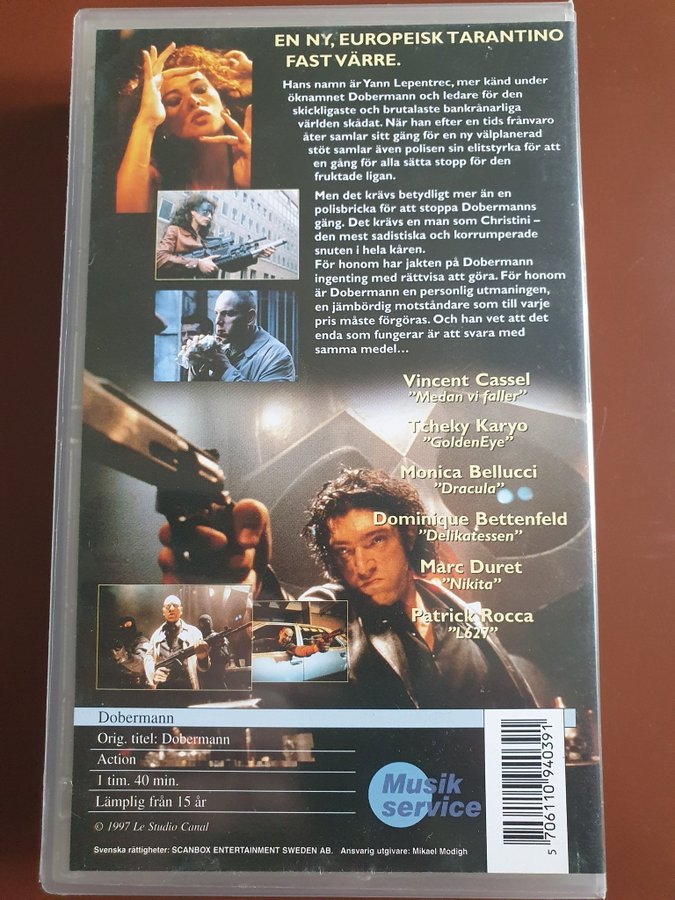 EN NY, EUROPEISK TARANTINO
FAST VÄRRE.
Hans namn är Yann Lepentrec, mer känd under
öknamnet Dobermann och ledare för den
skickligaste och brutalaste bankrånarliga
världen skådat. När han efter en tids frånvaro
åter samlar sitt gäng för en ny välplanerad
stöt samlar även polisen sin elitstyrka för att
en gång för alla sätta stopp för den
fruktade ligan.
Men det krävs betydligt mer än en
polisbricka för att stoppa Dobermanns
gäng. Det krävs en man som Christini –
den mest sadistiska och korrumperade
snuten i hela kåren.
För honom har jakten på Dobermann
ingenting med rättvisa att göra. För honom
är Dobermann en personlig utmaning,
en jämbördig motståndare som till varje
pris måste förgöras. Och han vet att det
enda som fungerar är att svara med
samma medel...
Vincent Cassel
"Medan vi faller"
Tcheky Karyo
"GoldenEye"
Monica Bellucci
"Dracula"
Dominique Bettenfeld
"Delikatessen"
Marc Duret
"Nikita"
Patrick Rocca
"L627"
Dobermann
Orig. titel: Dobermann
Action
1 tim. 40 min.
Lämplig från 15 år
© 1997 Le Studio Canal
Musik
service
Svenska rättigheter: SCANBOX ENTERTAINMENT SWEDEN AB. Ansvarig utgivare: Mikael Modigh
5 706110 940391